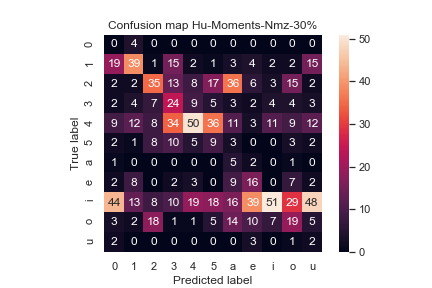 Confusion map Hu-Moments-Nmz-30%
True label
0 0 4 0 0 0 0 0 0 0 0 0
1 19 39 1 15 2 1 3 4 2 2 15
2 2 2 35 13 8 17 36 6 3 15 2
3 2 4 7 24 9 5 3 2 4 4 3
4 9 12 8 34 50 36 11 3 11 9 12
5 2 1 8 10 5 9 3 0 0 3 2
a 1 0 0 0 0 0 5 2 0 1 0
e 2 8 0 2 3 0 9 16 0 7 2
i 44 13 8 10 19 18 16 39 51 29 48
o 3 2 18 1 1 5 14 10 7 19 5
u 2 0 0 0 0 0 0 3 0 1 2
0 1 2 3 4 5 a e i o u
Predicted label
50
40
30
20
10
0